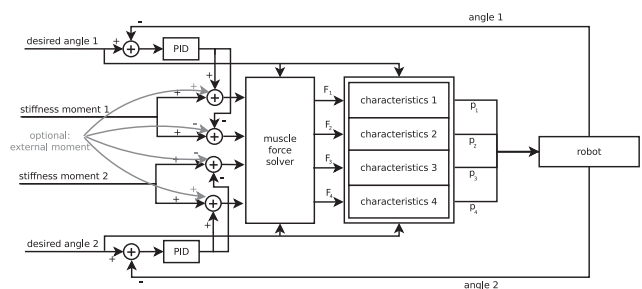 angle 1
desired angle 1
PID
stiffness moment 1
optional:
external moment
stiffness moment 2
desired angle 2
PID
muscle
force
solver
F1
F2
F3
F4
characteristics 1
characteristics 2
characteristics 3
characteristics 4
p1
p2
p3
p4
robot
angle 2